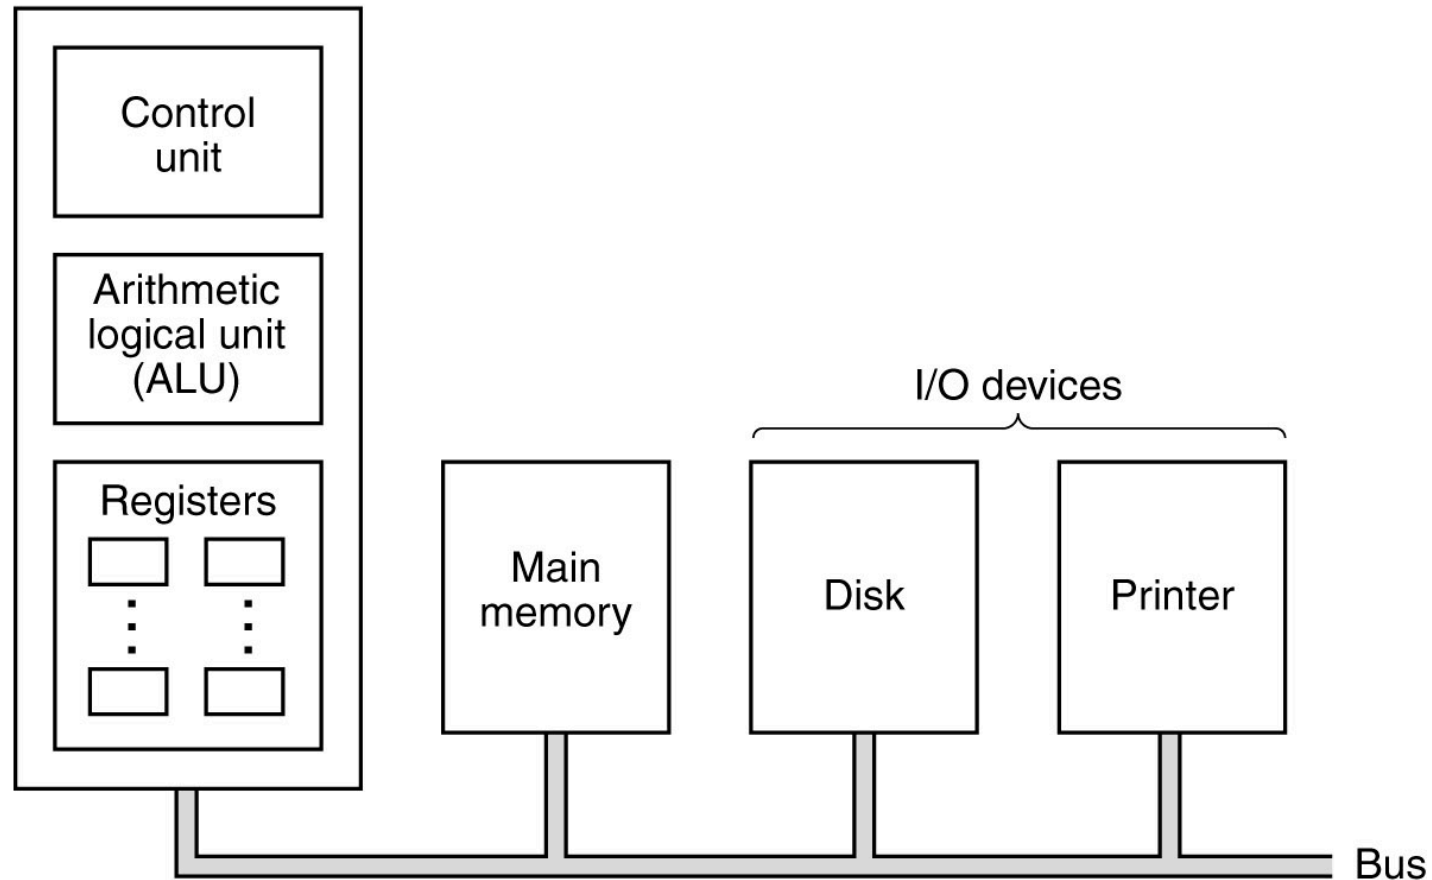 Control
unit
Arithmetic
logical unit
(ALU)
Registers
I/O devices
Main
memory
Disk
Printer
Bus